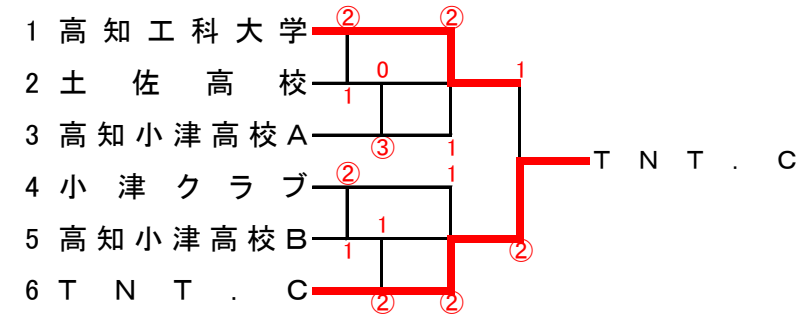 ② ②
1 高知工科大学
0 1
2 土佐高校
1
3 高知小津高校A
③ 1
TNT.C
② 1
4 小津クラブ
1
5 高知小津高校B
1 ②
6 TNT.C
② ②